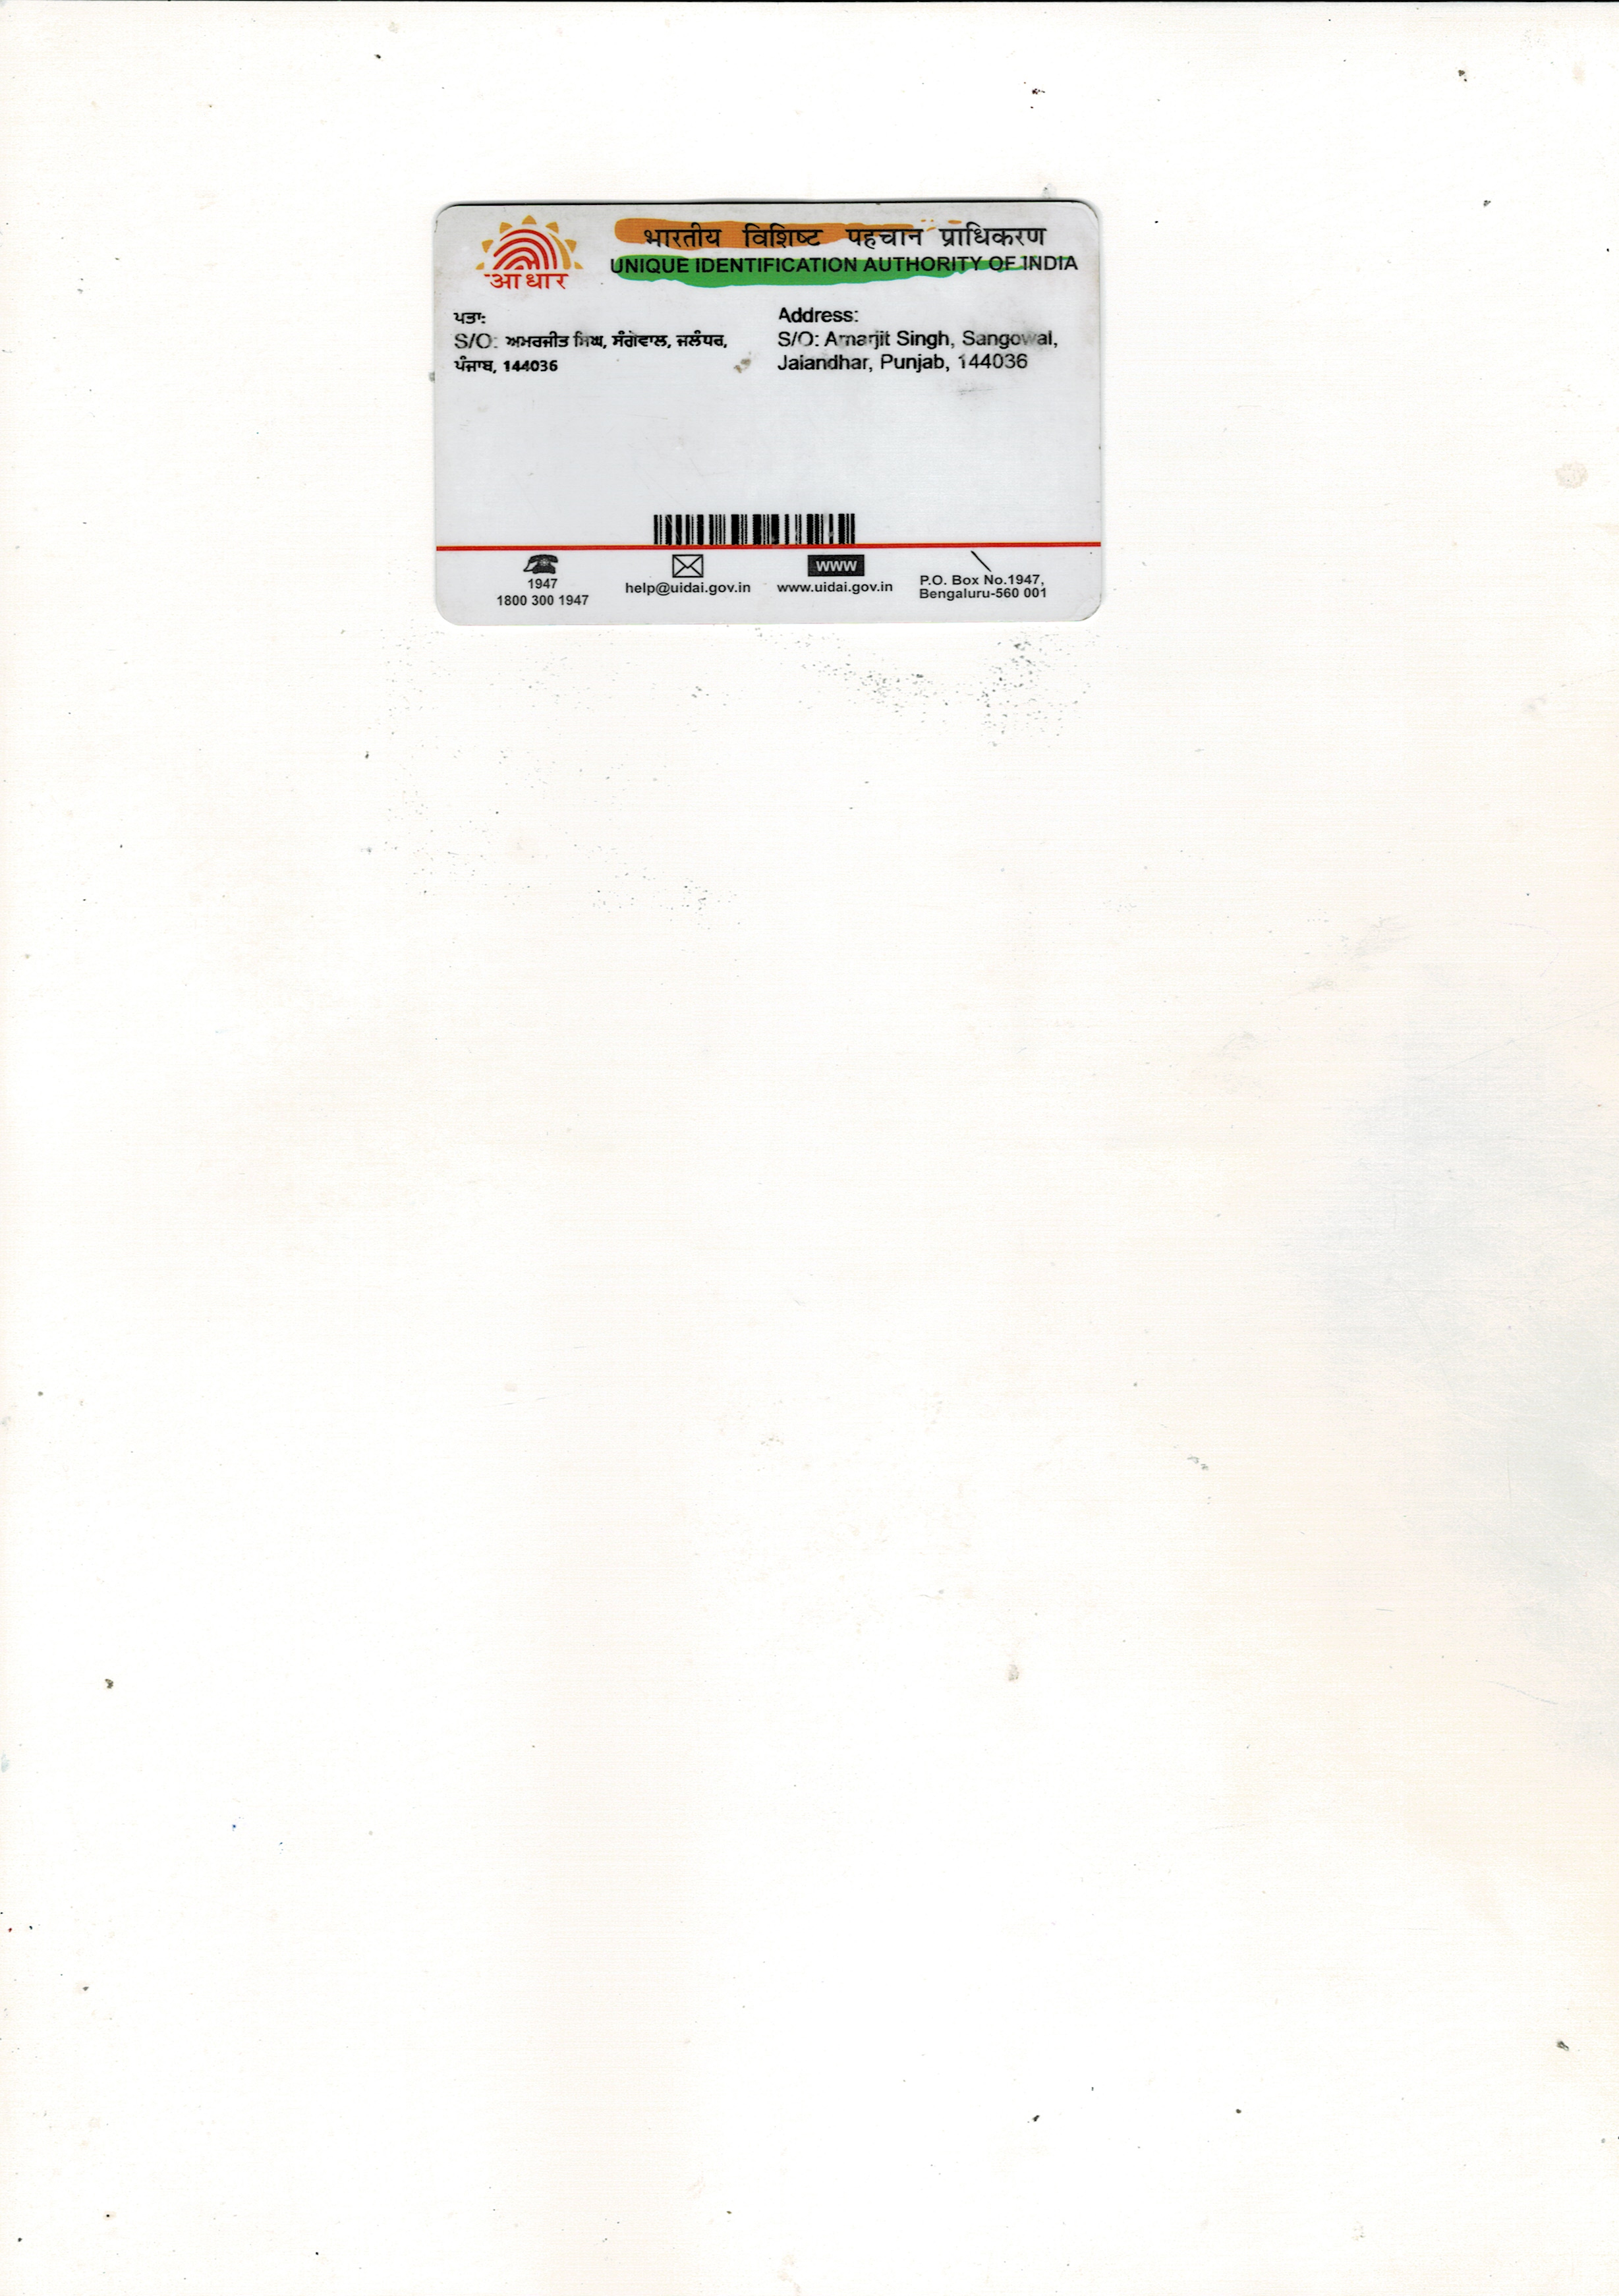 आधार
भारतीय विशिष्ट पहचान प्राधिकरण
UNIQUE IDENTIFICATION AUTHORITY OF INDIA
ਪਤਾ:
S/O: ਅਮਰਜੀਤ ਸਿੰਘ, ਸੰਗੋਵਾਲ, ਜਲੰਧਰ,
ਪੰਜਾਬ, 144036
Address:
S/O: Amarjit Singh, Sangowal,
Jalandhar, Punjab, 144036
1947
1800 300 1947
help@uidai.gov.in
www
www.uidai.gov.in
P.O. Box No.1947,
Bengaluru-560 001